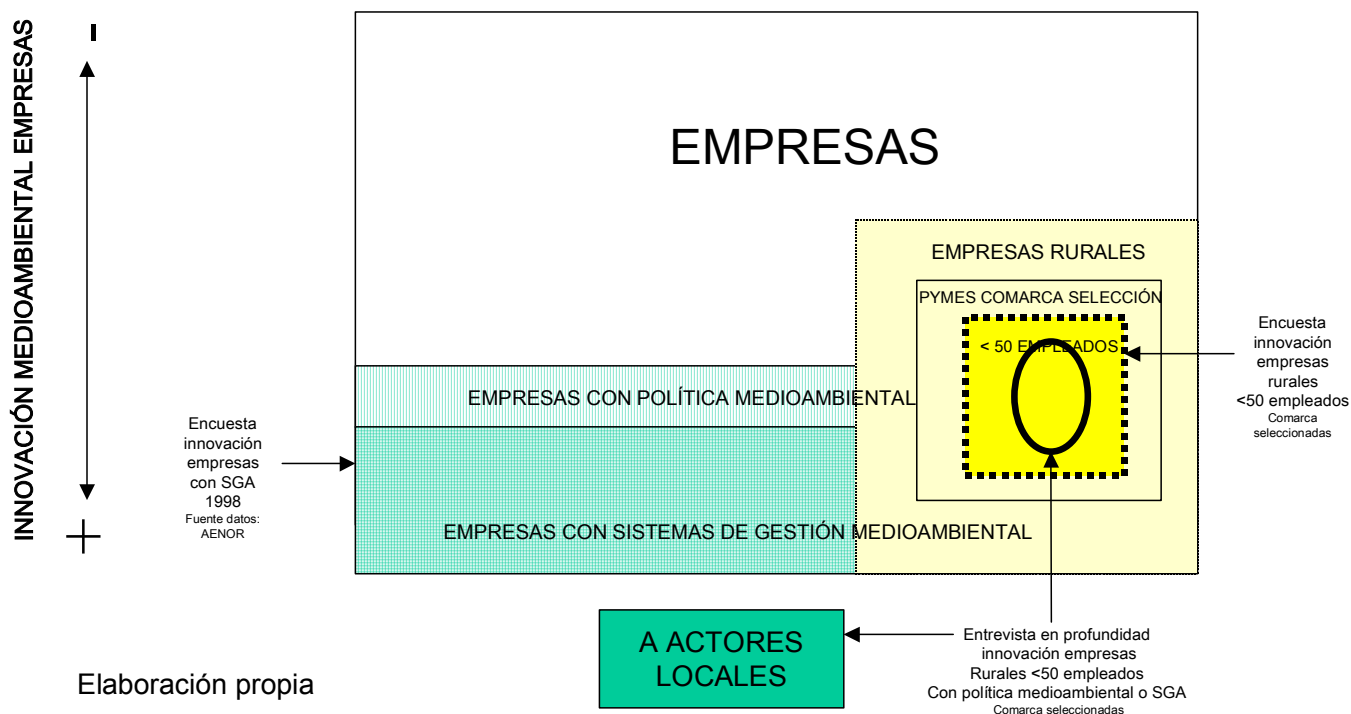 INNOVACIÓN MEDIOAMBIENTAL EMPRESAS
-
+
EMPRESAS
EMPRESAS RURALES
PYMES COMARCA SELECCIÓN
< 50 EMPLEADOS
EMPRESAS CON POLÍTICA MEDIOAMBIENTAL
EMPRESAS CON SISTEMAS DE GESTIÓN MEDIOAMBIENTAL
Encuesta
innovación
empresas
con SGA
1998
Fuente datos:
AENOR
Encuesta
innovación
empresas
rurales
<50 empleados
Comarca
seleccionadas
A ACTORES
LOCALES
Entrevista en profundidad
innovación empresas
Rurales <50 empleados
Con política medioambiental o SGA
Comarca seleccionadas
Elaboración propia